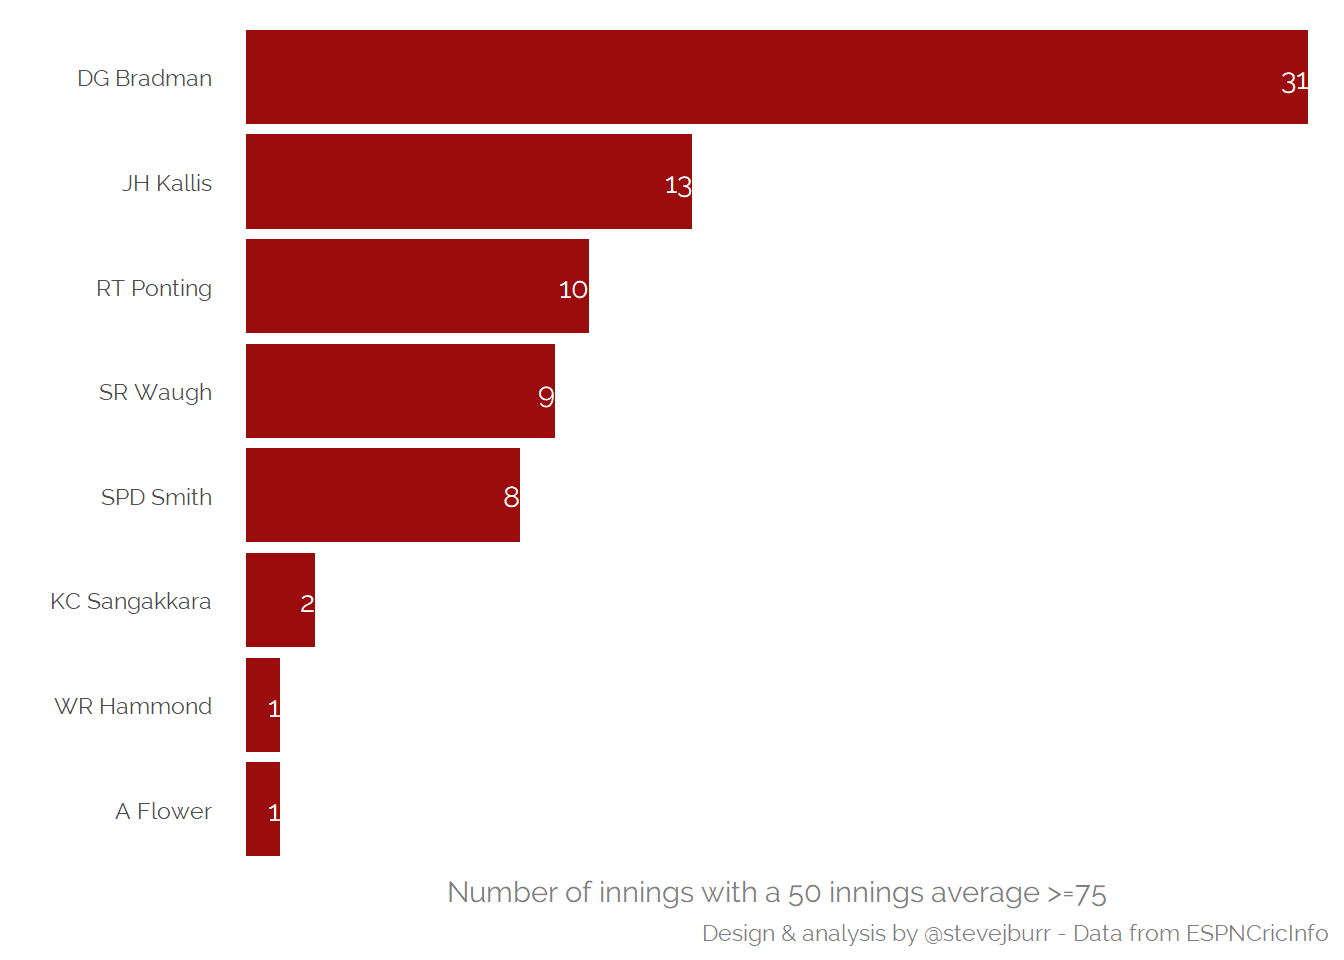 DG Bradman 31
JH Kallis 13
RT Ponting 10
SR Waugh 9
SPD Smith 8
KC Sangakkara 2
WR Hammond 1
A Flower 1
Number of innings with a 50 innings average >=75
Design & analysis by @stevejburr - Data from ESPNCricInfo